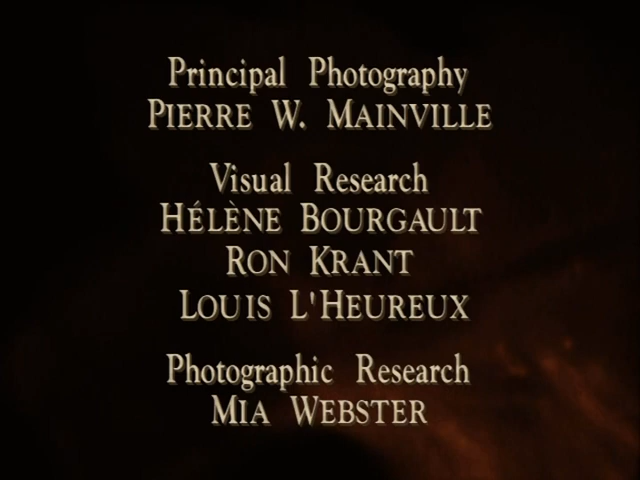 Principal Photography
PIERRE W. MAINVILLE
Visual Research
HÉLÈNE BOURGAULT
RON KRANT
LOUIS L'HEUREUX
Photographic Research
MIA WEBSTER